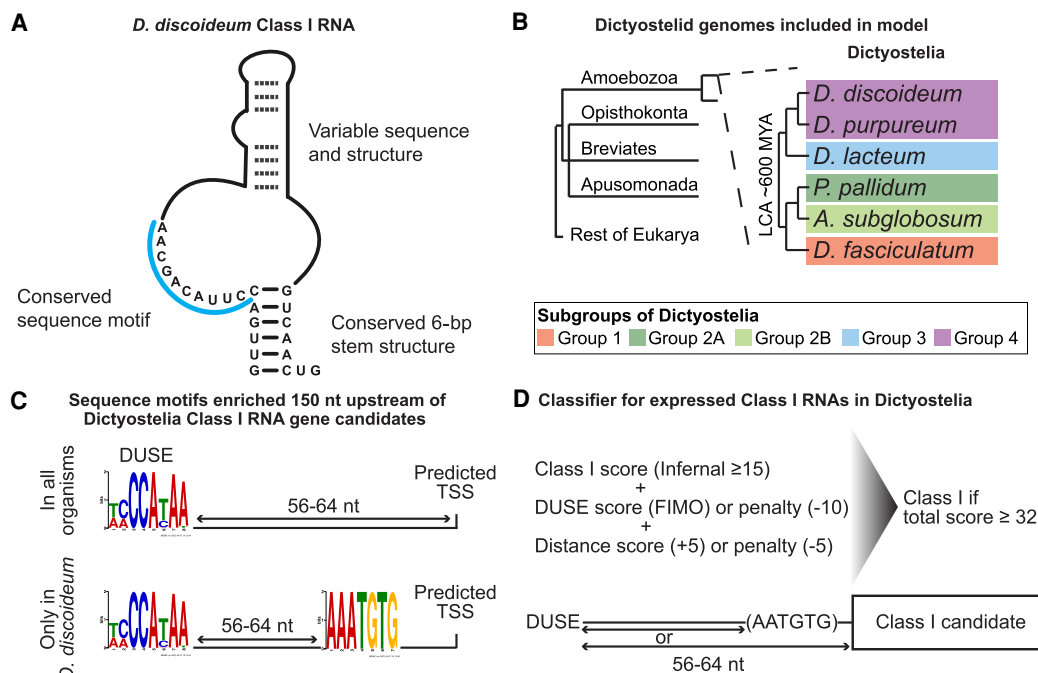 A
D. discoideum Class I RNA
Variable sequence
and structure
A
A
C
G
A
C
A
U
U
C
C
G
A
U
G
C
U
A
U
A
G
C
U
G
Conserved
sequence motif
Conserved 6-bp
stem structure
B
Dictyostelid genomes included in model
Dictyostelia
Amoebozoa
Opisthokonta
Breviates
Apusomonada
Rest of Eukarya
LCA ~600 MYA
D. discoideum
D. purpureum
D. lacteum
P. pallidum
A. subglobosum
D. fasciculatum
Subgroups of Dictyostelia
Group 1 Group 2A Group 2B Group 3 Group 4
C
Sequence motifs enriched 150 nt upstream of
Dictyostelia Class I RNA gene candidates
In all
organisms
DUSE
56-64 nt
Predicted
TSS
Only in
D. discoideum
56-64 nt
AAATGTG
Predicted
TSS
D
Classifier for expressed Class I RNAs in Dictyostelia
Class I score (Infernal ≥15)
+
DUSE score (FIMO) or penalty (-10)
+
Distance score (+5) or penalty (-5)
Class I if
total score ≥ 32
DUSE (AATGTG) Class I candidate
or
56-64 nt